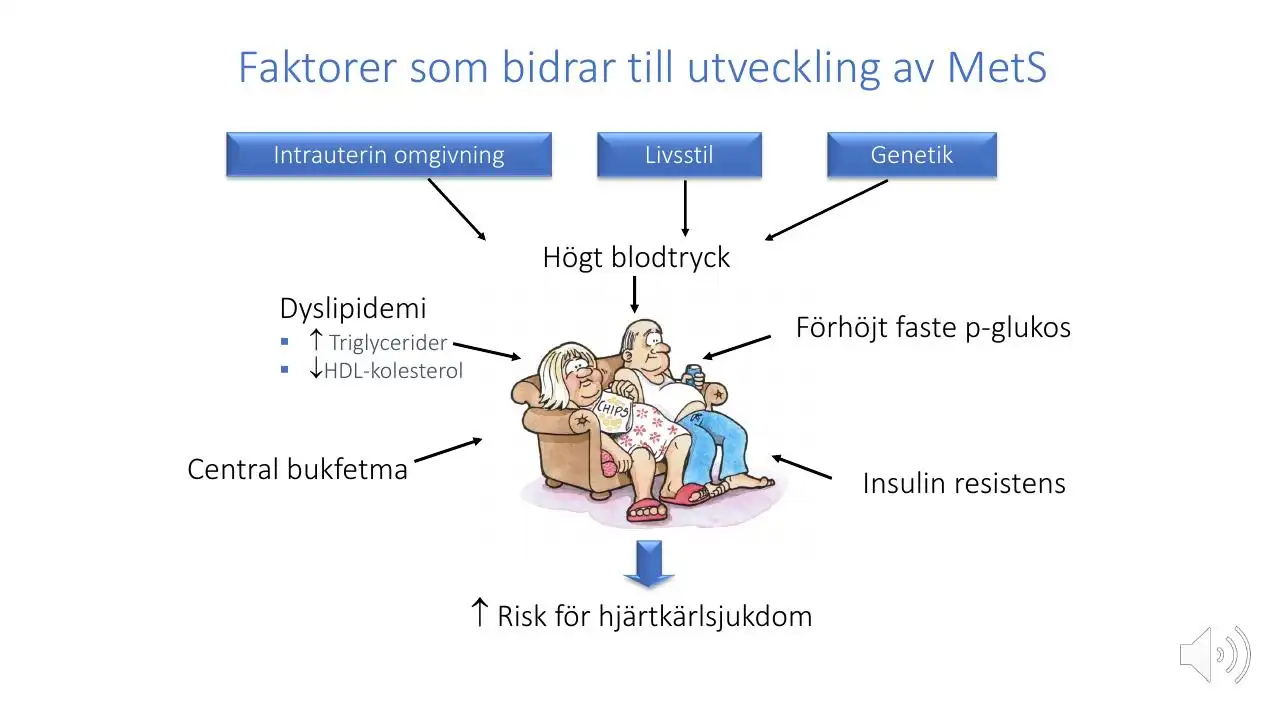 Faktorer som bidrar till utveckling av MetS
Intrauterin omgivning
Livsstil
Genetik
Högt blodtryck
Dyslipidemi
▪ ↑ Triglycerider
▪ ↓HDL-kolesterol
Förhöjt faste p-glukos
CHIPS
Central bukfetma
Insulin resistens
↑ Risk för hjärtkärlsjukdom